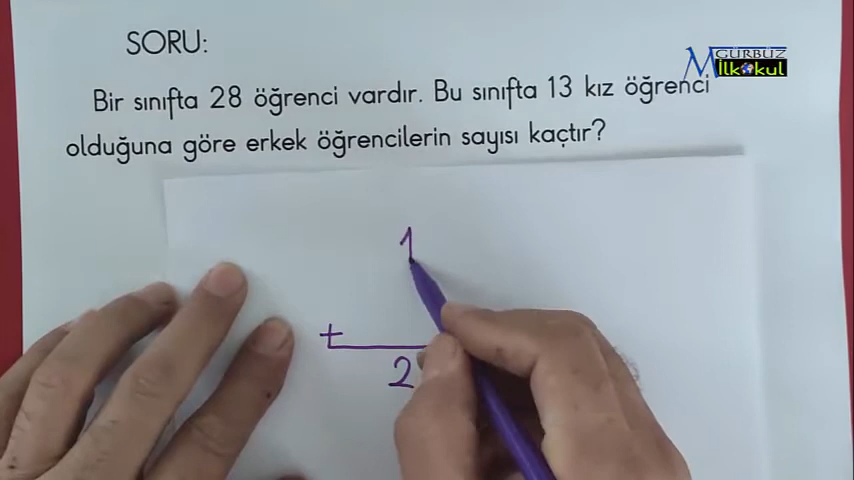 SORU:
GÜRBÜZ
İlkokul
Bir sınıfta 28 öğrenci vardır. Bu sınıfta 13 kız öğrenci
olduğuna göre erkek öğrencilerin sayısı kaçtır?
1
+
2